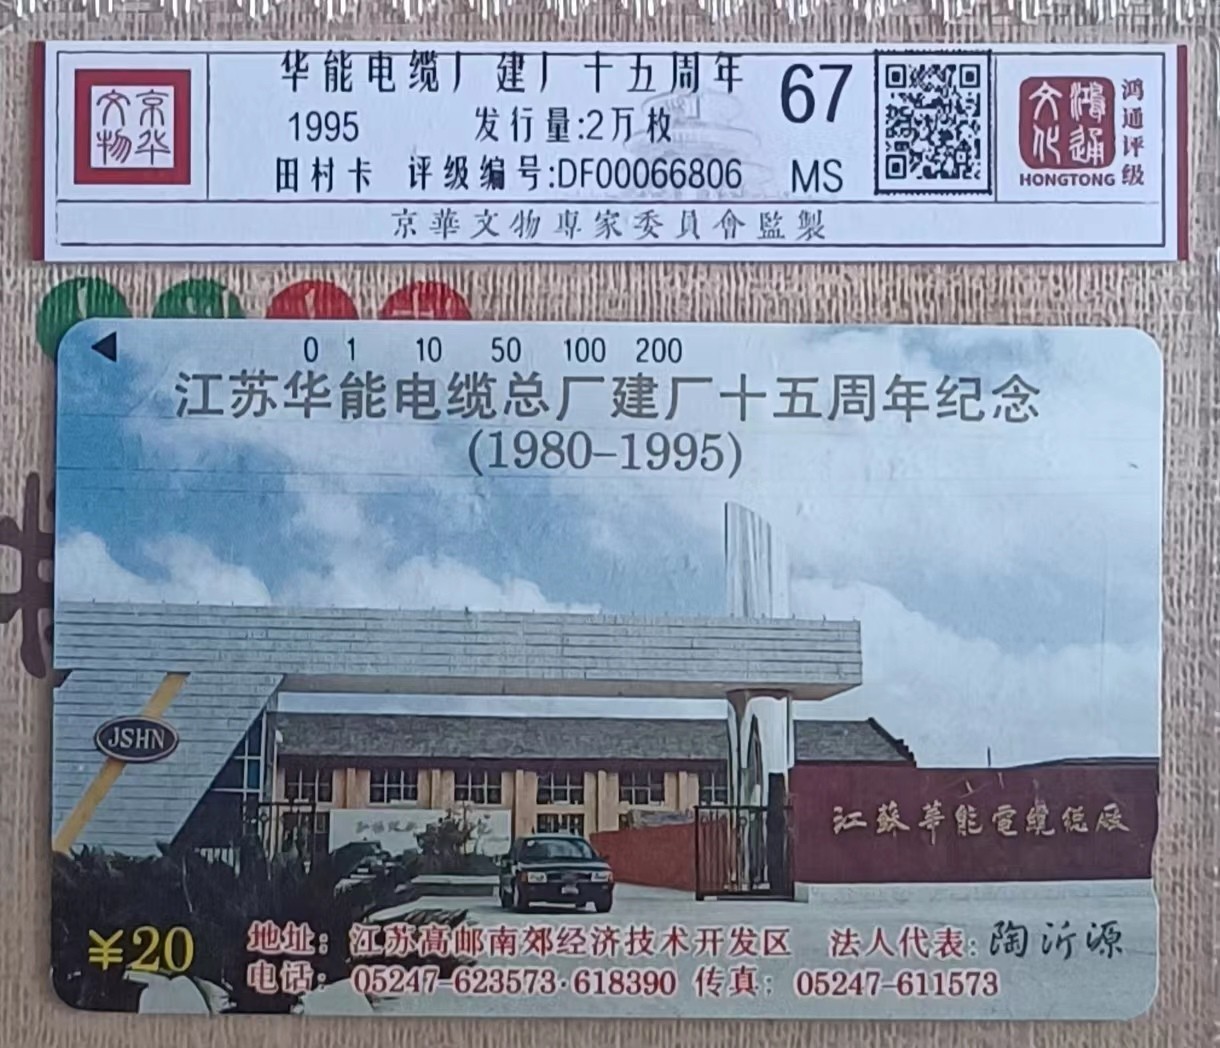 京华文物
华能电缆厂建厂十五周年
1995 发行量:2万枚
田村卡 评级编号:DF00066806
67
MS
鸿通文化
HONGTONG
鸿通评级
京華文物専家委員會監製
0 1 10 50 100 200
江苏华能电缆总厂建厂十五周年纪念
(1980-1995)
JSHN
江蘇華能電纜總廠
¥20
地址: 江苏高邮南郊经济技术开发区 法人代表: 陶沂源
电话: 05247-623573·618390 传真: 05247-611573